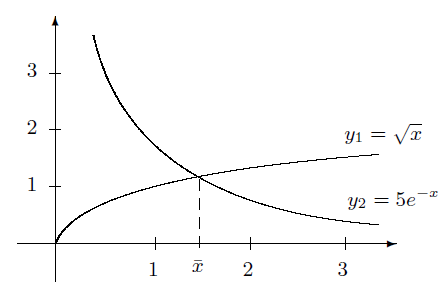 3
2
1
y₁ = √x
y₂ = 5e⁻ˣ
1 x̄ 2 3